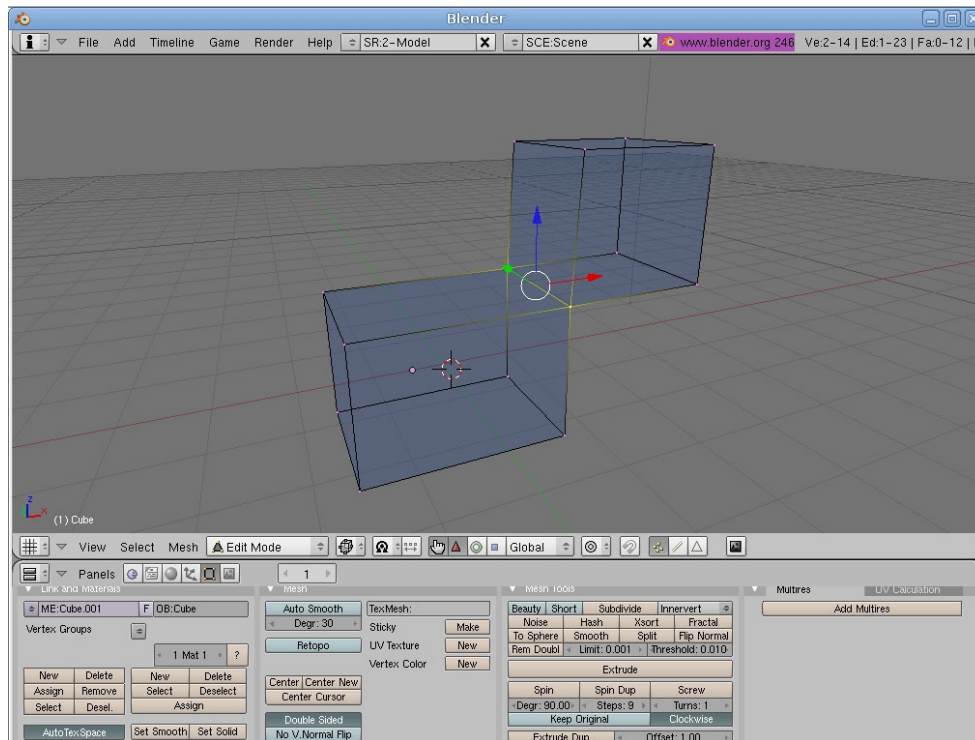 Blender
File Add Timeline Game Render Help SR:2-Model X SCE:Scene X www.blender.org 246 Ve:2-14 | Ed:1-23 | Fa:0-12 |
z
x
(1) Cube
View Select Mesh Edit Mode Global
Panels 1
Link and Materials Mesh Mesh Tools Multires UV Calculation
ME:Cube.001 F OB:Cube
Vertex Groups
1 Mat 1 ?
New Delete New Delete
Assign Remove Select Deselect
Select Desel. Assign
AutoTexSpace Set Smooth Set Solid
Auto Smooth TexMesh:
Degr: 30 Sticky Make
Retopo UV Texture New
Vertex Color New
Center Center New
Center Cursor
Double Sided
No V.Normal Flip
Beauty Short Subdivide Innervert
Noise Hash Xsort Fractal
To Sphere Smooth Split Flip Normal
Rem Doubl Limit: 0.001 Threshold: 0.010
Extrude
Spin Spin Dup Screw
Degr: 90.00 Steps: 9 Turns: 1
Keep Original Clockwise
Extrude Dup Offset: 1.00
Add Multires